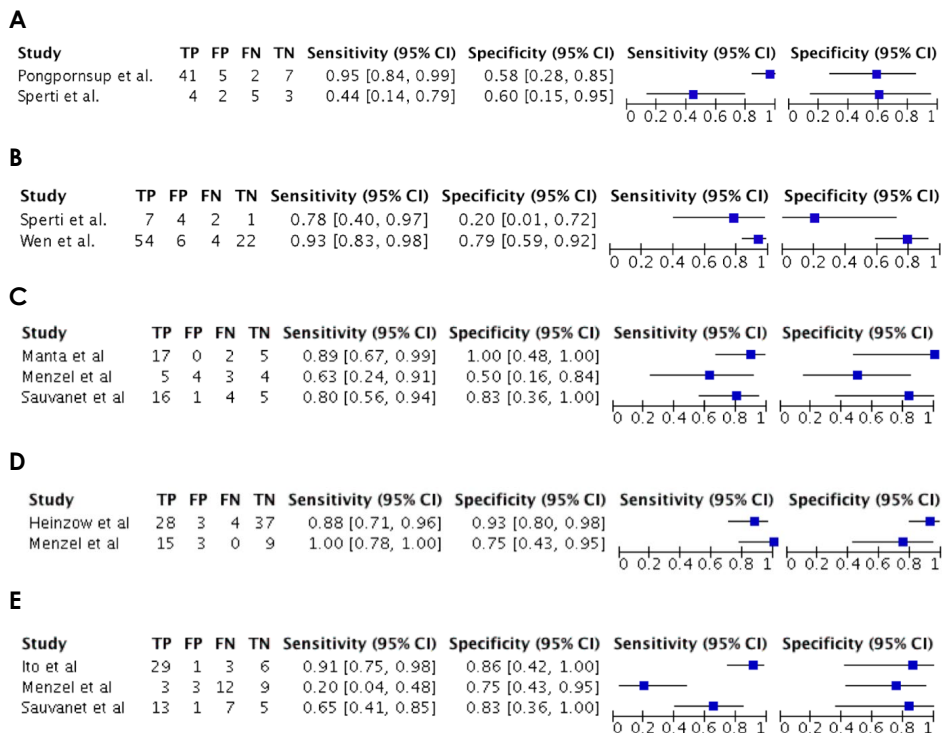 A
Study TP FP FN TN Sensitivity (95% CI) Specificity (95% CI) Sensitivity (95% CI) Specificity (95% CI)
Pongpornsup et al. 41 5 2 7 0.95 [0.84, 0.99] 0.58 [0.28, 0.85]
Sperti et al. 4 2 5 3 0.44 [0.14, 0.79] 0.60 [0.15, 0.95]
0 0.2 0.4 0.6 0.8 1 0 0.2 0.4 0.6 0.8 1
B
Study TP FP FN TN Sensitivity (95% CI) Specificity (95% CI) Sensitivity (95% CI) Specificity (95% CI)
Sperti et al. 7 4 2 1 0.78 [0.40, 0.97] 0.20 [0.01, 0.72]
Wen et al. 54 6 4 22 0.93 [0.83, 0.98] 0.79 [0.59, 0.92]
0 0.2 0.4 0.6 0.8 1 0 0.2 0.4 0.6 0.8 1
C
Study TP FP FN TN Sensitivity (95% CI) Specificity (95% CI) Sensitivity (95% CI) Specificity (95% CI)
Manta et al 17 0 2 5 0.89 [0.67, 0.99] 1.00 [0.48, 1.00]
Menzel et al 5 4 3 4 0.63 [0.24, 0.91] 0.50 [0.16, 0.84]
Sauvanet et al 16 1 4 5 0.80 [0.56, 0.94] 0.83 [0.36, 1.00]
0 0.2 0.4 0.6 0.8 1 0 0.2 0.4 0.6 0.8 1
D
Study TP FP FN TN Sensitivity (95% CI) Specificity (95% CI) Sensitivity (95% CI) Specificity (95% CI)
Heinzow et al 28 3 4 37 0.88 [0.71, 0.96] 0.93 [0.80, 0.98]
Menzel et al 15 3 0 9 1.00 [0.78, 1.00] 0.75 [0.43, 0.95]
0 0.2 0.4 0.6 0.8 1 0 0.2 0.4 0.6 0.8 1
E
Study TP FP FN TN Sensitivity (95% CI) Specificity (95% CI) Sensitivity (95% CI) Specificity (95% CI)
Ito et al 29 1 3 6 0.91 [0.75, 0.98] 0.86 [0.42, 1.00]
Menzel et al 3 3 12 9 0.20 [0.04, 0.48] 0.75 [0.43, 0.95]
Sauvanet et al 13 1 7 5 0.65 [0.41, 0.85] 0.83 [0.36, 1.00]
0 0.2 0.4 0.6 0.8 1 0 0.2 0.4 0.6 0.8 1